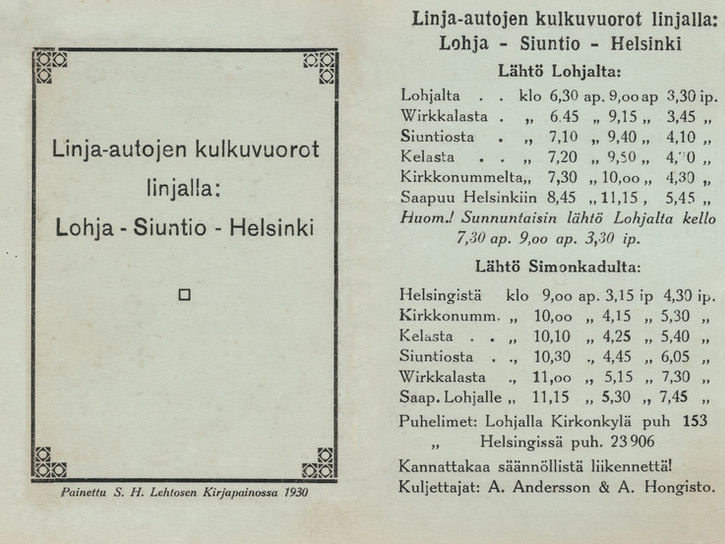 Linja-autojen kulkuvuorot
linjalla:
Lohja - Siuntio - Helsinki
Painettu S. H. Lehtosen Kirjapainossa 1930
Linja-autojen kulkuvuorot linjalla:
Lohja - Siuntio - Helsinki
Lähtö Lohjalta:
Lohjalta . . klo 6,30 ap. 9,00 ap 3,30 ip.
Wirkkalasta . „ 6.45 „ 9,15 „ 3,45 „
Siuntiosta . „ 7,10 „ 9,40 „ 4,10 „
Kelasta . . „ 7,20 „ 9,50 „
Kirkkonummelta „ 7,30 „ 10,00 „ 4,30 „
Saapuu Helsinkiin 8,45 „ 11,15 , 5,45 „
Huom.! Sunnuntaisin lähtö Lohjalta kello
7,30 ap. 9,00 ap. 3,30 ip.
Lähtö Simonkadulta:
Helsingistä klo 9,00 ap. 3,15 ip 4,30 ip.
Kirkkonumm. „ 10,00 „ 4,15 „ 5,30 „
Kelasta . . „ 10,10 „ 4,25 „ 5,40 „
Siuntiosta . „ 10,30 „ 4,45 „ 6,05 „
Wirkkalasta „ 11,00 „ 5,15 „ 7,30 „
Saap. Lohjalle „ 11,15 „ 5,30 „ 7,45 „
Puhelimet: Lohjalla Kirkonkylä puh 153
„ Helsingissä puh. 23 906
Kannattakaa säännöllistä liikennettä!
Kuljettajat: A. Andersson & A. Hongisto.